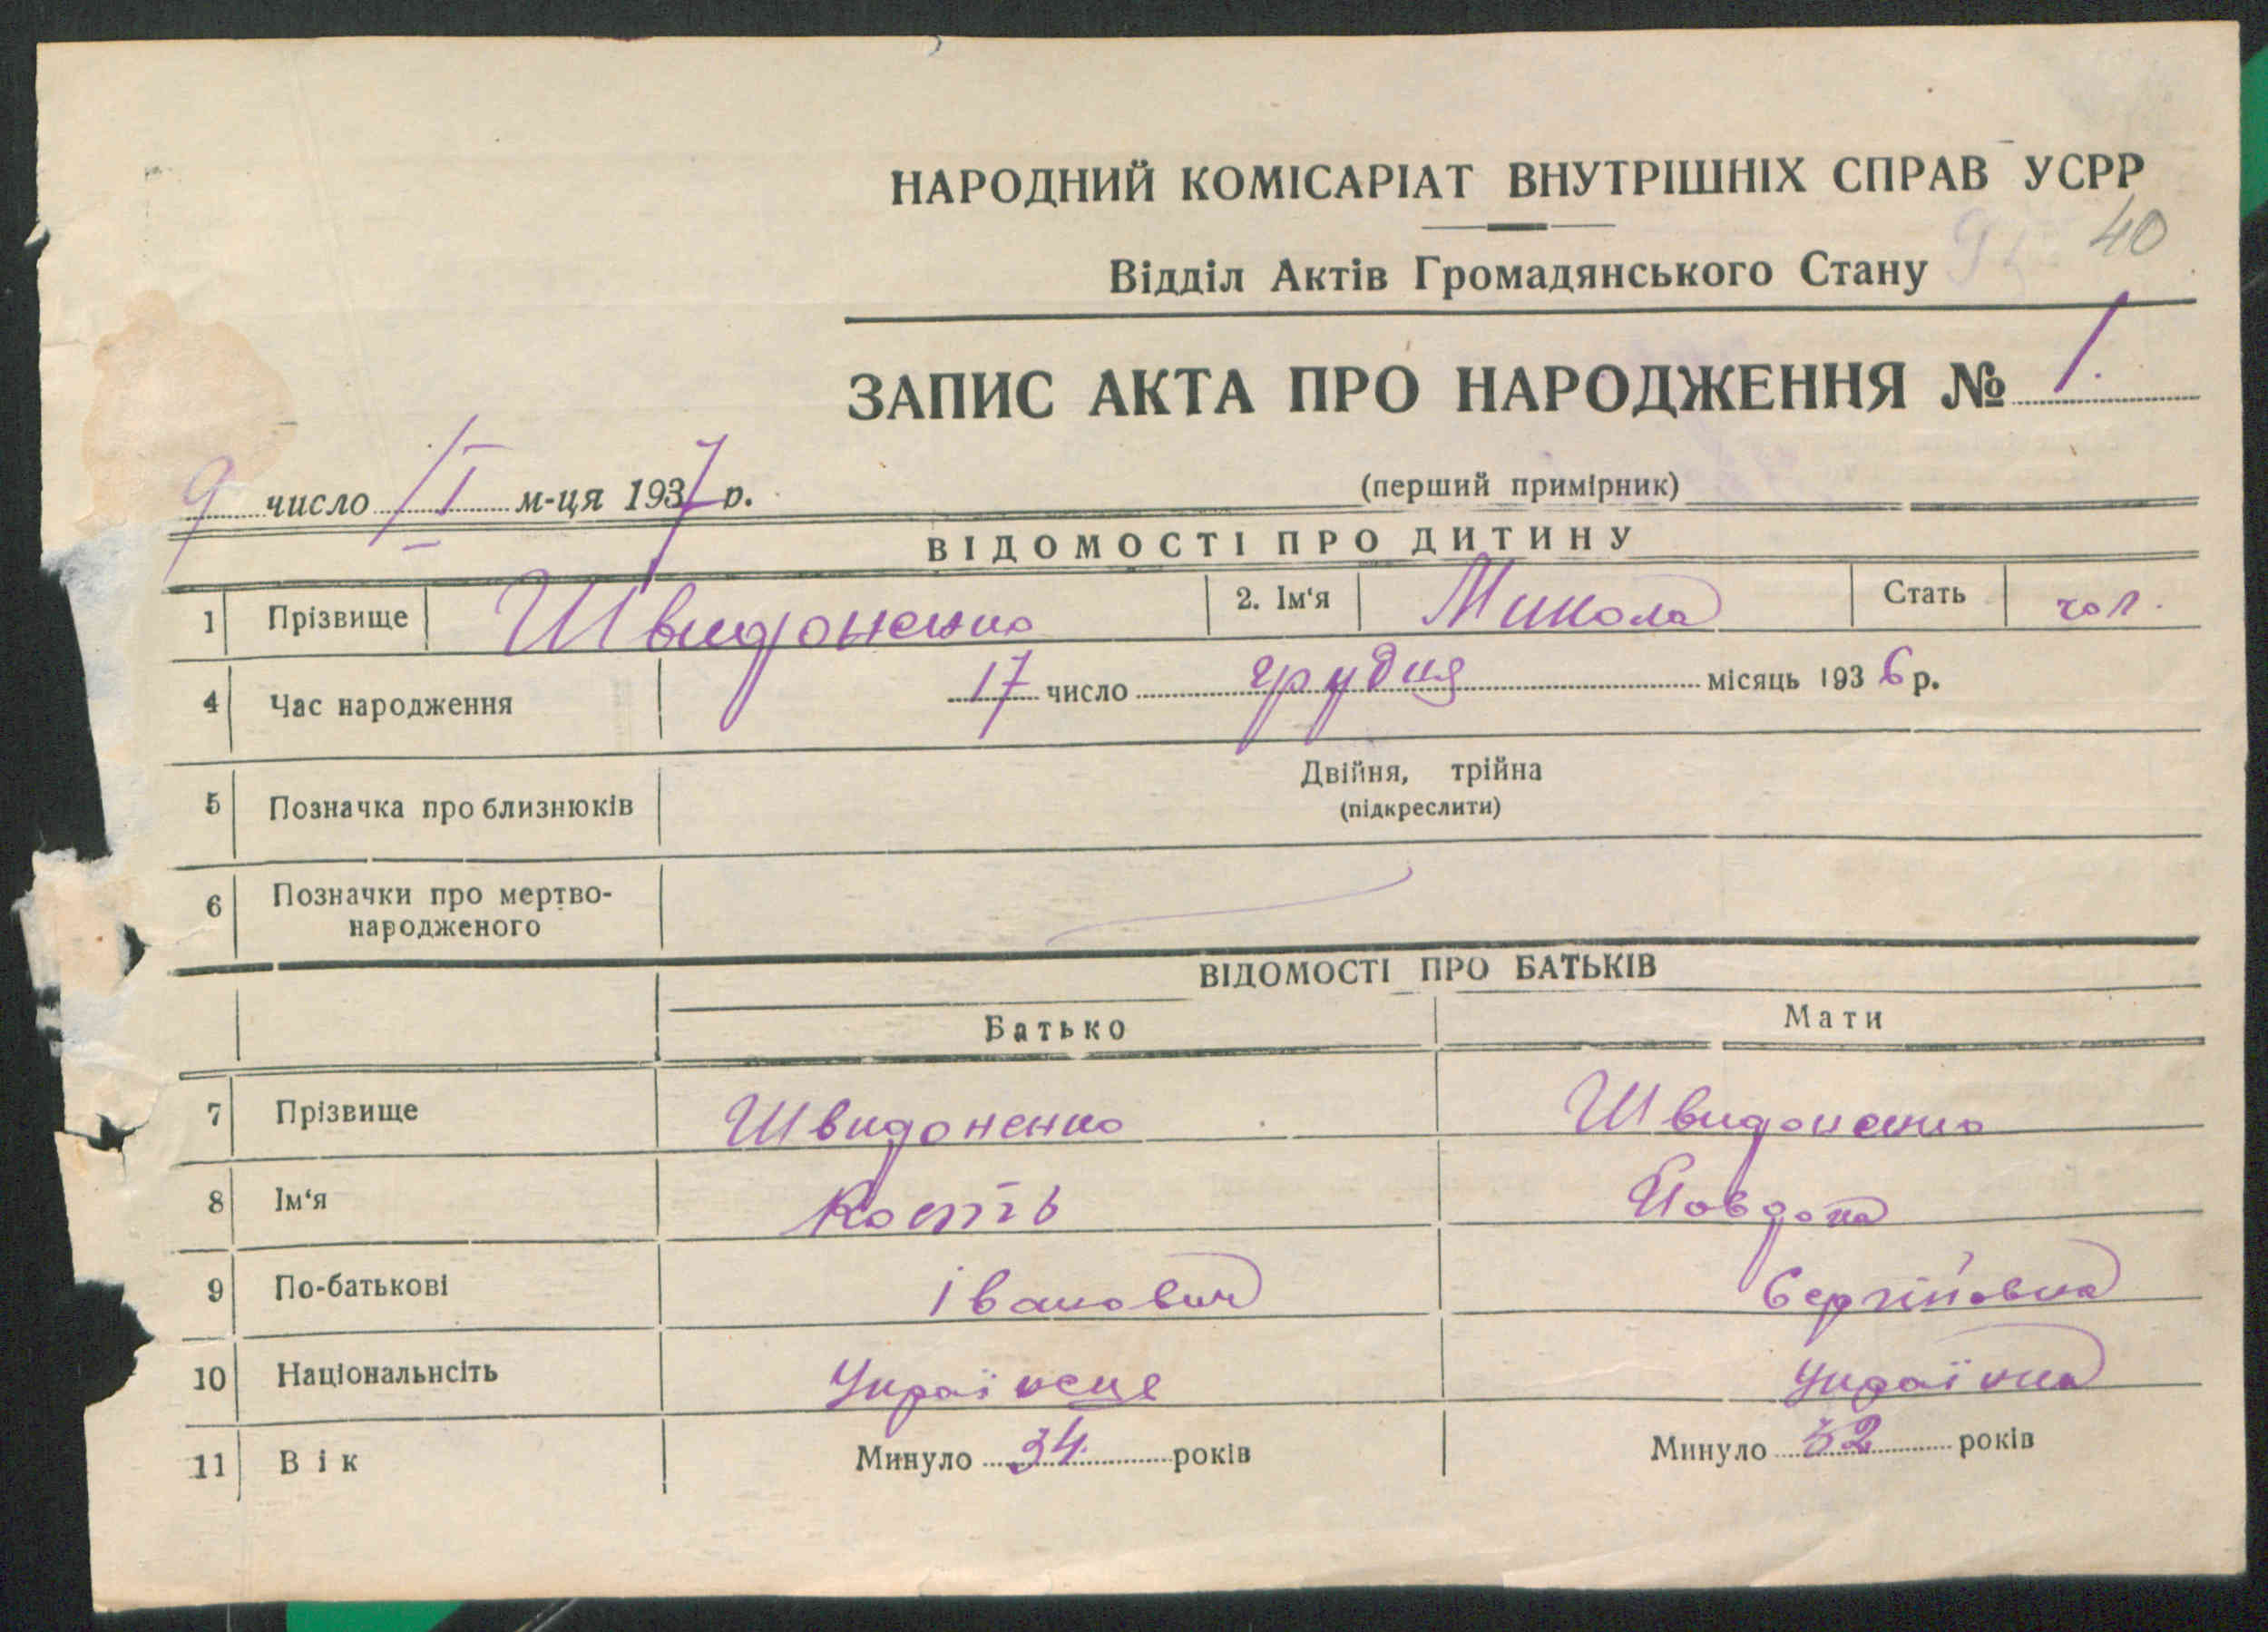 НАРОДНИЙ КОМІСАРІАТ ВНУТРІШНІХ СПРАВ УСРР
40
Відділ Актів Громадянського Стану
ЗАПИС АКТА ПРО НАРОДЖЕННЯ № 1.
9 число I м-ця 1937 р.
(перший примірник)
ВІДОМОСТІ ПРО ДИТИНУ
1 Прізвище Швидоненко 2. Ім'я Микола Стать чол.
4 Час народження 17 число грудня місяць 1936 р.
5 Позначка про близнюків Двійня, трійна
(підкреслити)
6 Позначки про мертво-
народженого
ВІДОМОСТІ ПРО БАТЬКІВ
Батько Мати
7 Прізвище Швидоненко Швидоненко
8 Ім'я Кость Йовдоха
9 По-батькові Іванович Сергіївна
10 Національнсіть Українец Українка
11 Вік Минуло 34 років Минуло 32 років